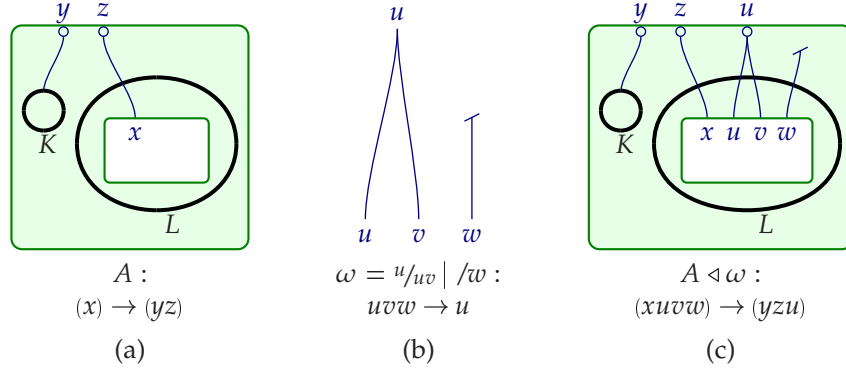 y z
K
x
L
u
u v w
y z u
K
x u v w
L
A :
(x) → (yz)
ω = u/uv | /w :
uvw → u
A ◁ ω :
(xuvw) → (yzu)
(a)
(b)
(c)